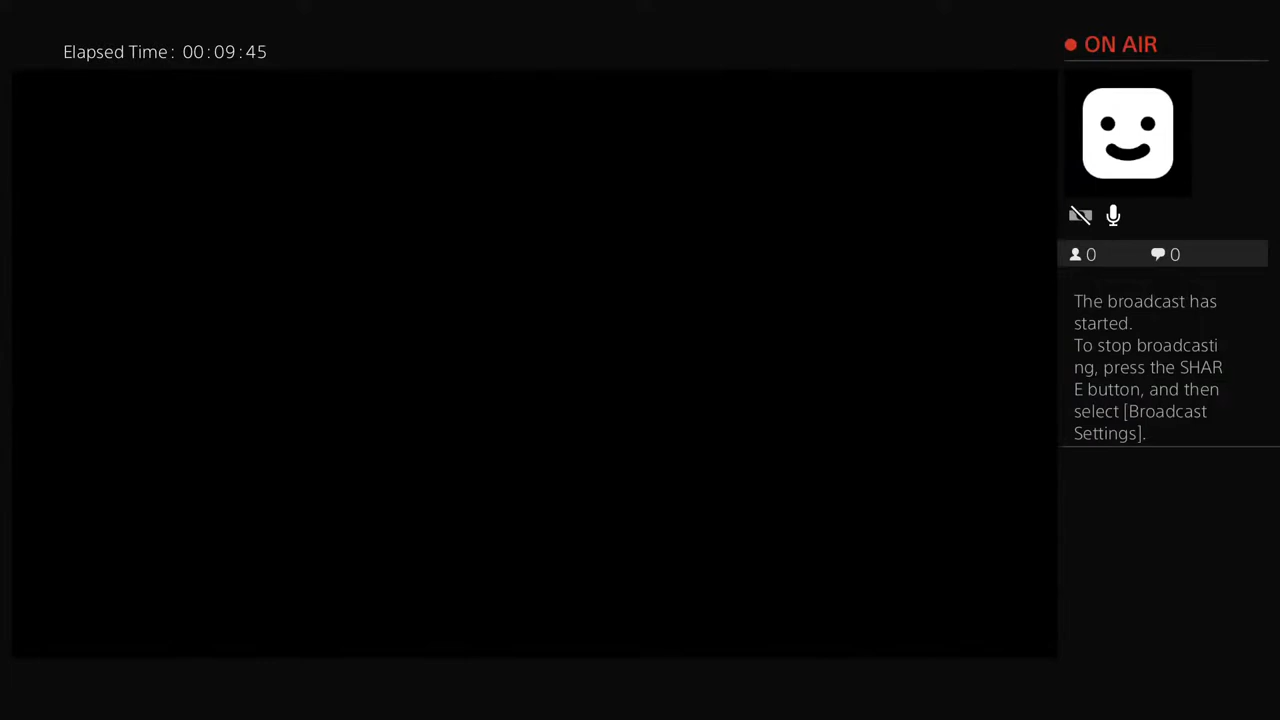 Elapsed Time: 00:09:45
ON AIR
0 0
The broadcast has
started.
To stop broadcasti
ng, press the SHAR
E button, and then
select [Broadcast
Settings].